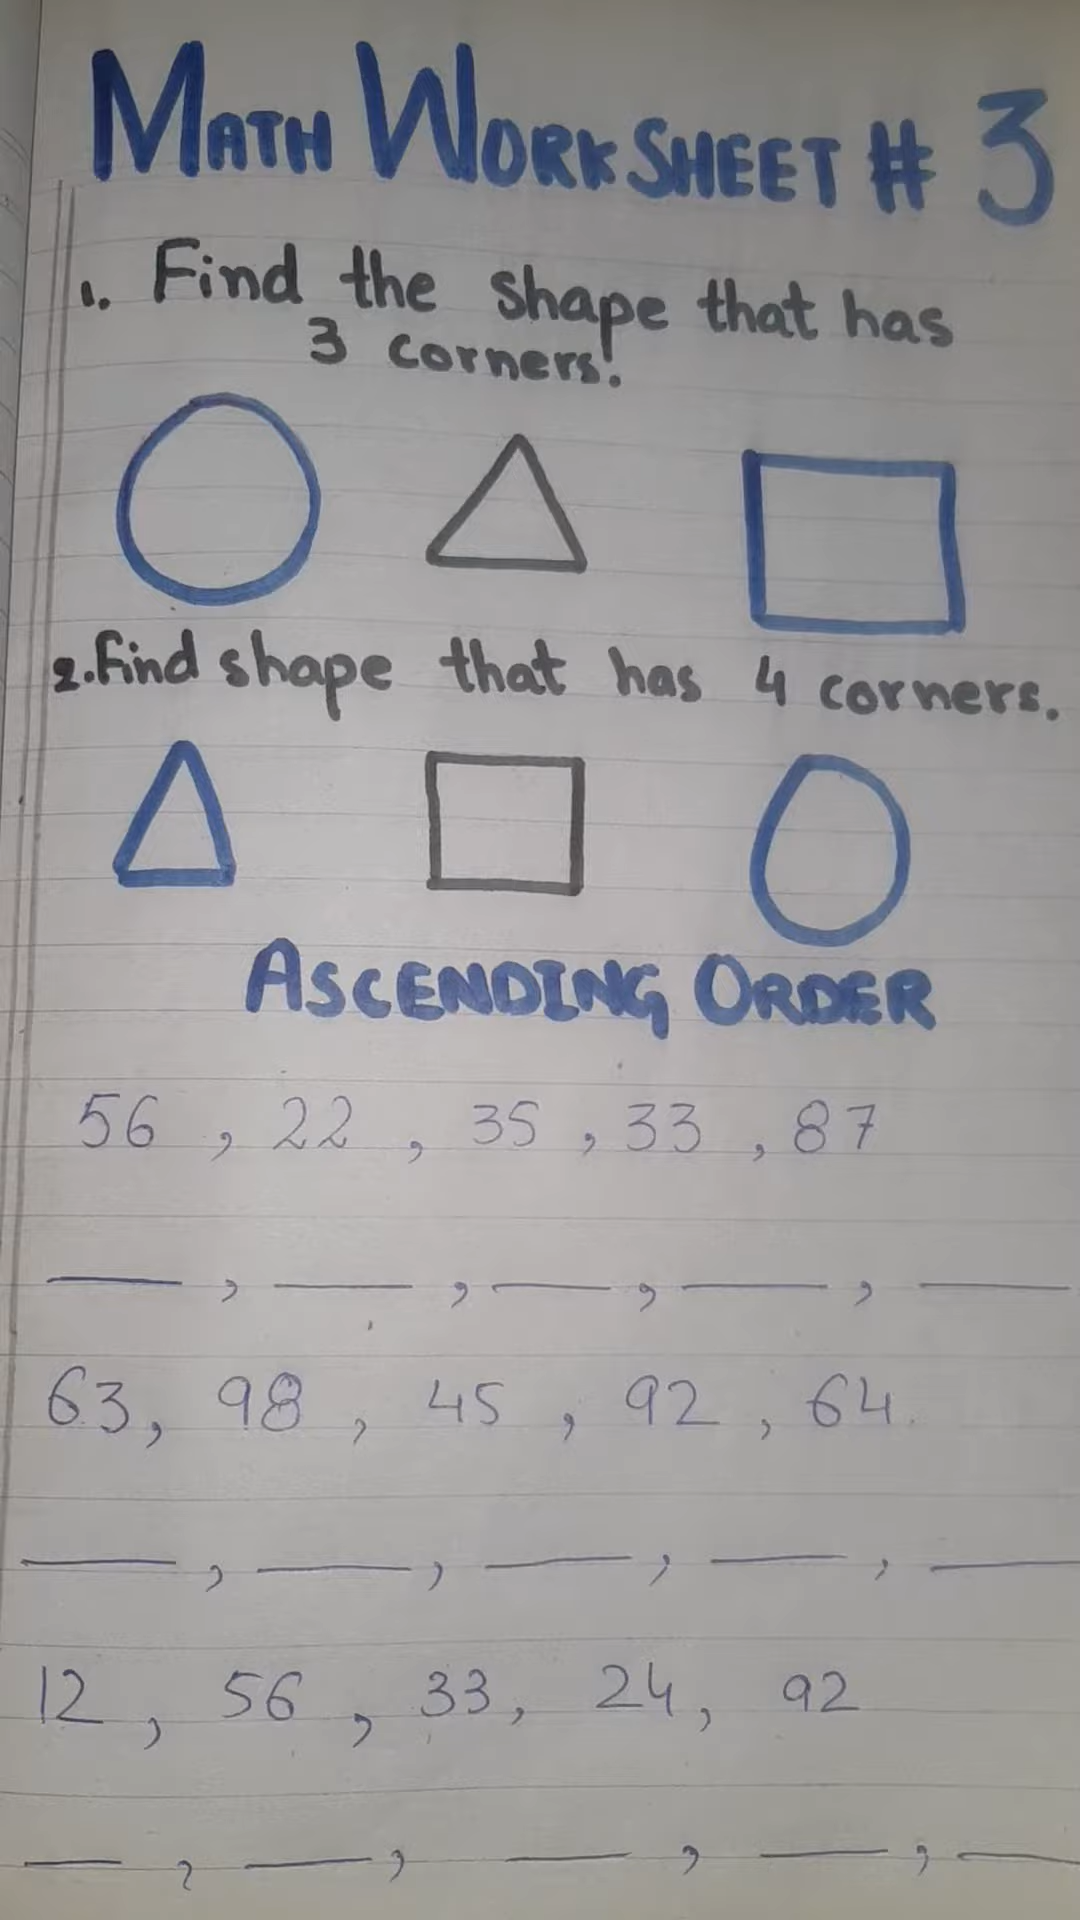 MATH WORKSHEET # 3
1. Find the shape that has
3 corners!
2. Find shape that has 4 corners.
ASCENDING ORDER
56 , 22 , 35 , 33 , 87
___ , ___ , ___ , ___ , ___
63, 98 , 45 , 92 , 64.
___ , ___ , ___ , ___ , ___
12 , 56 , 33, 24, 92
___ , ___ , ___ , ___ , ___